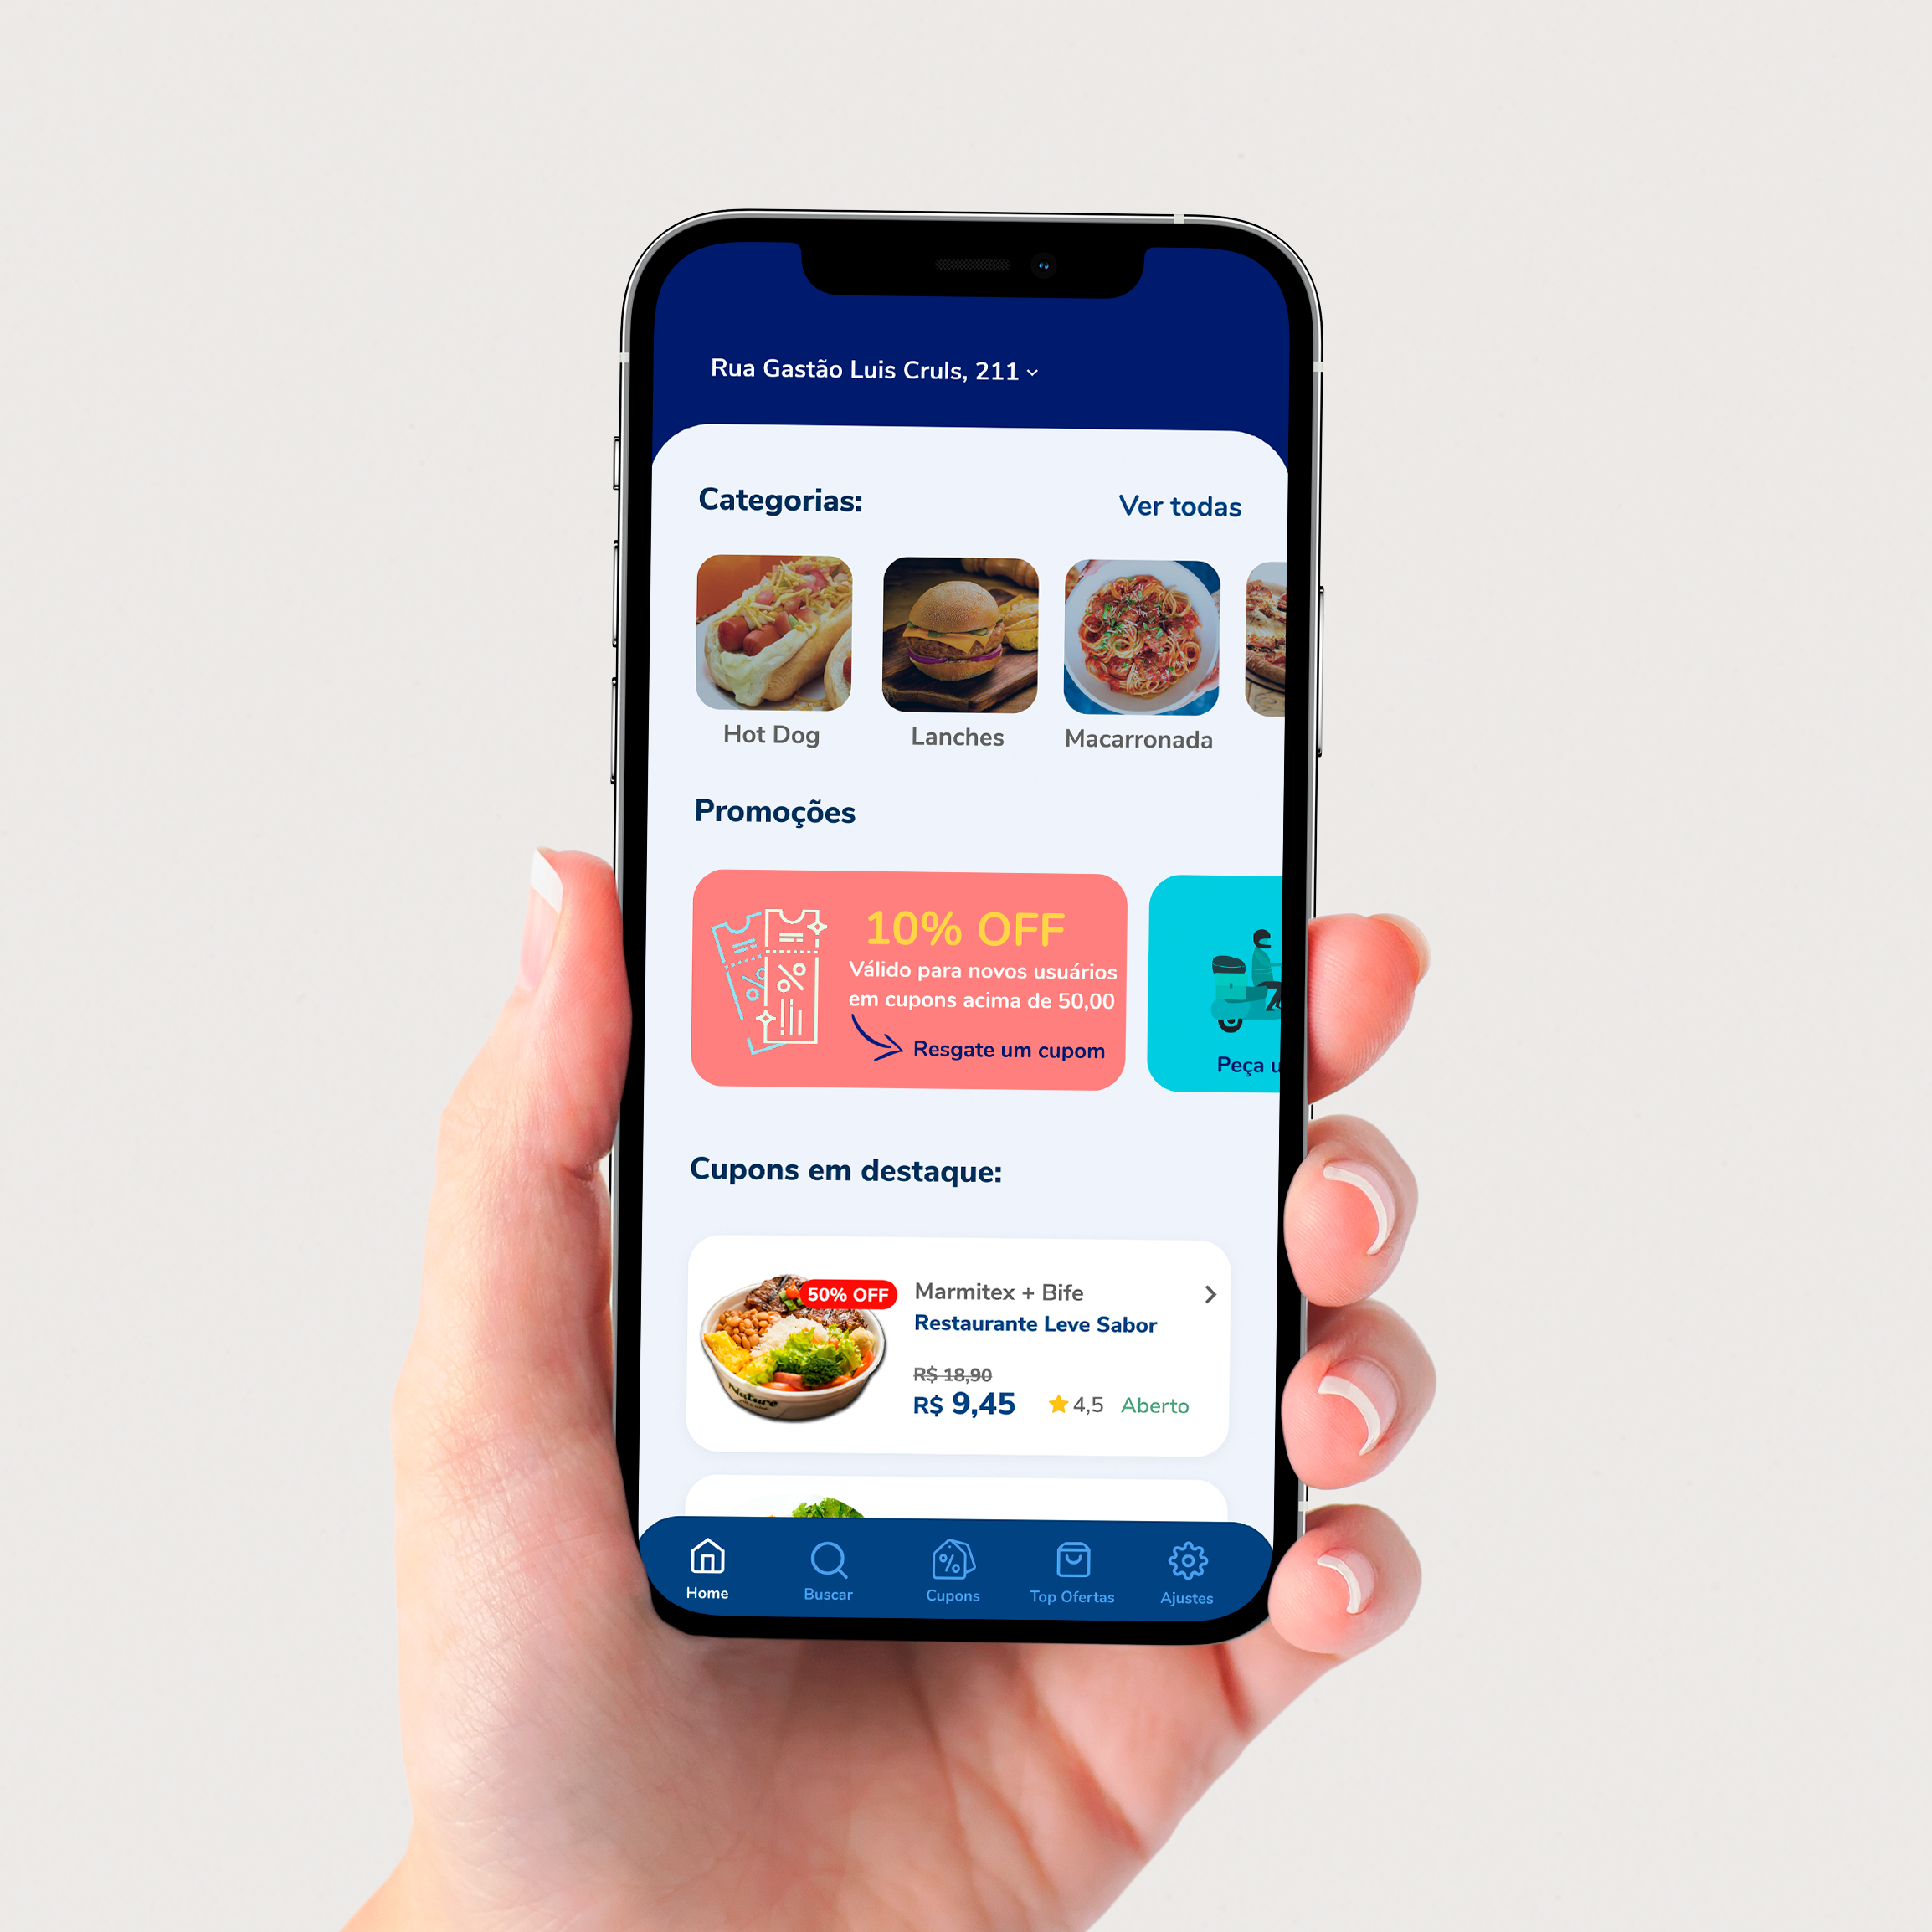 Rua Gastão Luis Cruls, 211
Categorias:
Ver todas
Hot Dog
Lanches
Macarronada
Promoções
10% OFF
Válido para novos usuários
em cupons acima de 50,00
Resgate um cupom
Peça u
Cupons em destaque:
50% OFF
Marmitex + Bife
Restaurante Leve Sabor
R$ 18,90
R$ 9,45
4,5
Aberto
Nuture
Home
Buscar
Cupons
Top Ofertas
Ajustes